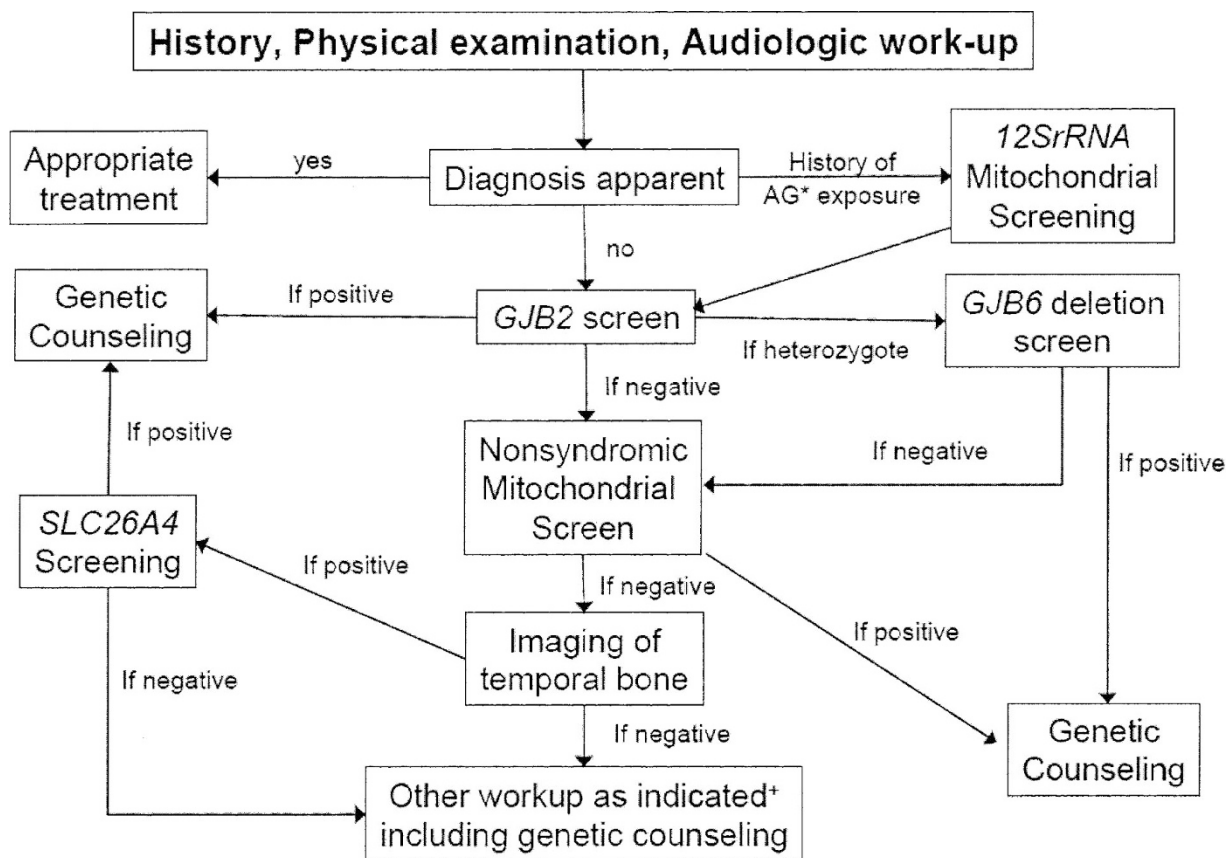 History, Physical examination, Audiologic work-up
Appropriate
treatment
yes
Diagnosis apparent
History of
AG* exposure
12SrRNA
Mitochondrial
Screening
no
Genetic
Counseling
If positive
GJB2 screen
If heterozygote
GJB6 deletion
screen
If negative
If positive
Nonsyndromic
Mitochondrial
Screen
If negative
If positive
SLC26A4
Screening
If positive
If negative
If positive
Imaging of
temporal bone
If negative
If negative
Genetic
Counseling
Other workup as indicated+
including genetic counseling